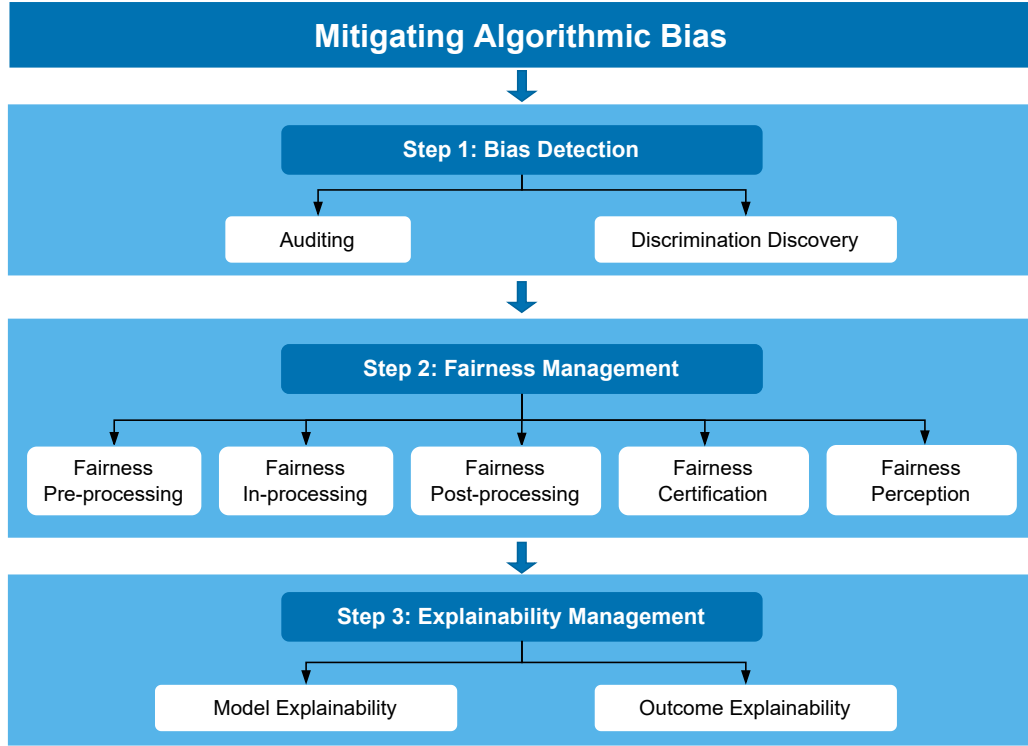 Mitigating Algorithmic Bias
Step 1: Bias Detection
Auditing
Discrimination Discovery
Step 2: Fairness Management
Fairness
Pre-processing
Fairness
In-processing
Fairness
Post-processing
Fairness
Certification
Fairness
Perception
Step 3: Explainability Management
Model Explainability
Outcome Explainability